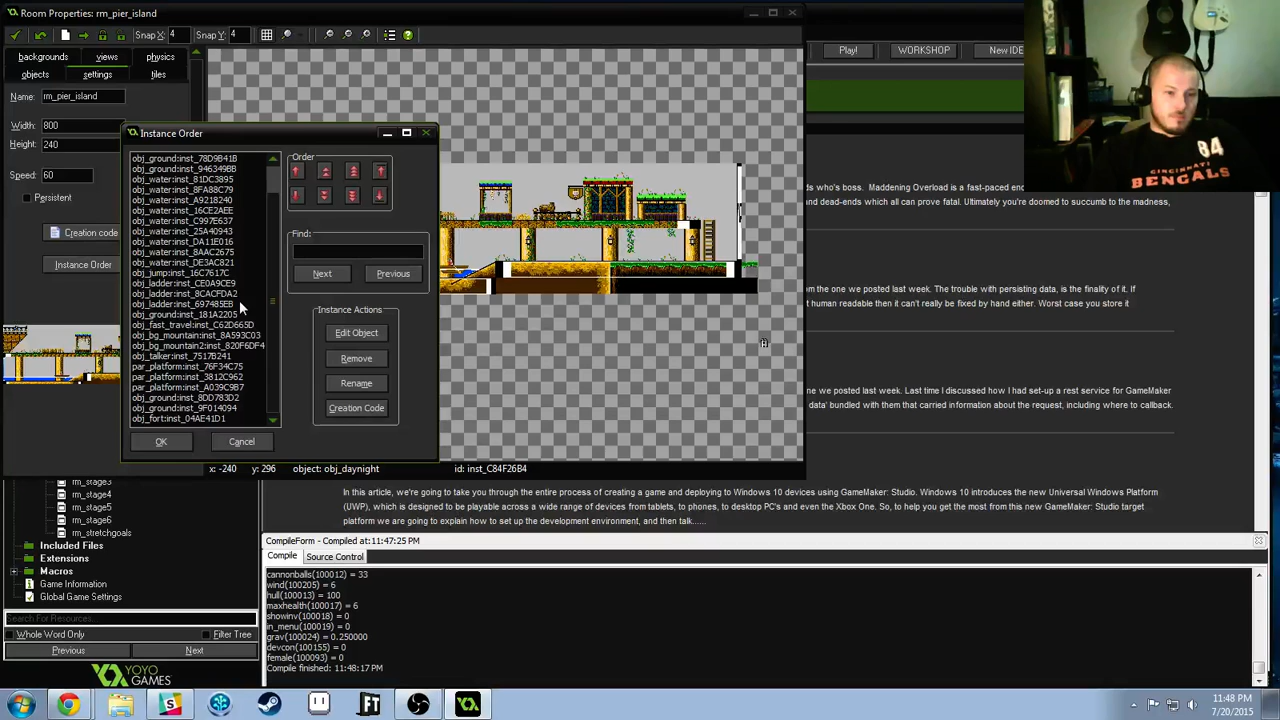 Room Properties: rm_pier_island
Snap X: 4 Snap Y: 4
backgrounds views physics
objects settings tiles
Name: rm_pier_island
Width: 800
Height: 240
Speed: 60
Persistent
Creation code
Instance Order
Instance Order
obj_ground:inst_78D9B41B
obj_ground:inst_946349BB
obj_water:inst_81DC3895
obj_water:inst_8FA88C79
obj_water:inst_A9218240
obj_water:inst_16CE2AEE
obj_water:inst_C997E637
obj_water:inst_25A40943
obj_water:inst_DA11E016
obj_water:inst_8AAC2675
obj_water:inst_DE3AC821
obj_jump:inst_16C7617C
obj_ladder:inst_CE0A9CE9
obj_ladder:inst_8CACFDA2
obj_ladder:inst_697485EB
obj_ground:inst_181A2205
obj_fast_travel:inst_C62D665D
obj_bg_mountain:inst_8A593C03
obj_bg_mountain2:inst_820F6DF4
obj_talker:inst_7517B241
par_platform:inst_76F34C75
par_platform:inst_3812C962
par_platform:inst_A039C9B7
obj_ground:inst_8DD783D2
obj_ground:inst_9F014094
obj_fort:inst_04AE41D1
Order
Find:
Next Previous
Instance Actions
Edit Object
Remove
Rename
Creation Code
OK Cancel
x: -240 y: 296 object: obj_daynight id: inst_C84F26B4
Play! WORKSHOP New IDE
ds who's boss. Maddening Overload is a fast-paced en
and dead-ends which all can prove fatal. Ultimately you're doomed to succumb to the madness,
om the one we posted last week. The trouble with persisting data, is the finality of it. If
t human readable then it can't really be fixed by hand either. Worst case you store it
ne we posted last week. Last time I discussed how I had set-up a rest service for GameMaker
data' bundled with them that carried information about the request, including where to callback.
In this article, we're going to take you through the entire process of creating a game and deploying to Windows 10 devices using GameMaker: Studio. Windows 10 introduces the new Universal Windows Platform
(UWP), which is designed to be playable across a wide range of devices from tablets, to phones, to desktop PC's and even the Xbox One. So, to help you get the most from this new GameMaker: Studio target
platform we are going to explain how to set up the development environment, and then talk......
84
CINCINNATI
BENGALS
rm_stage3
rm_stage4
rm_stage5
rm_stage6
rm_stretchgoals
Included Files
Extensions
Macros
Game Information
Global Game Settings
Search For Resources...
Whole Word Only Filter Tree
Previous Next
YOYO
GAMES
CompileForm - Compiled at:11:47:25 PM
Compile Source Control
cannonballs(100012) = 33
wind(100205) = 6
hull(100013) = 100
maxhealth(100017) = 6
showinv(100018) = 0
in_menu(100019) = 0
grav(100024) = 0.250000
devcon(100155) = 0
female(100093) = 0
Compile finished: 11:48:17 PM
FT
11:48 PM
7/20/2015